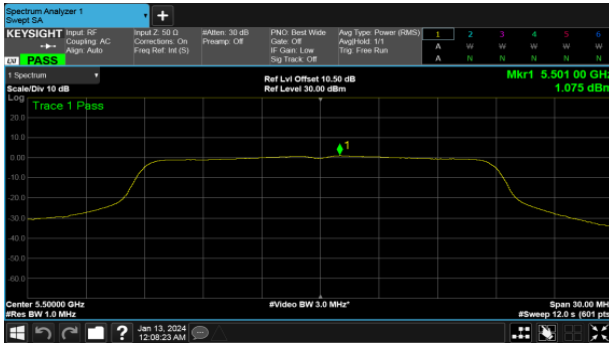 Spectrum Analyzer 1
Swept SA
+
KEYSIGHT Input: RF Input Z: 50 Ω #Atten: 30 dB PNO: Best Wide Avg Type: Power (RMS) 1 2 3 4 5 6
Coupling: AC Corrections: On Preamp: Off Gate: Off Avg|Hold: 1/1 A W W W W W
Align: Auto Freq Ref: Int (S) IF Gain: Low Trig: Free Run
LXI PASS Sig Track: Off A N N N N N
1 Spectrum Ref Lvl Offset 10.50 dB Mkr1 5.501 00 GHz
Scale/Div 10 dB Ref Level 30.00 dBm 1.075 dBm
Log Trace 1 Pass
20.0
10.0
0.00 1
-10.0
-20.0
-30.0
-40.0
-50.0
-60.0
Center 5.50000 GHz #Video BW 3.0 MHz* Span 30.00 MH
#Res BW 1.0 MHz #Sweep 12.0 s (601 pts
? Jan 13, 2024
12:08:23 AM